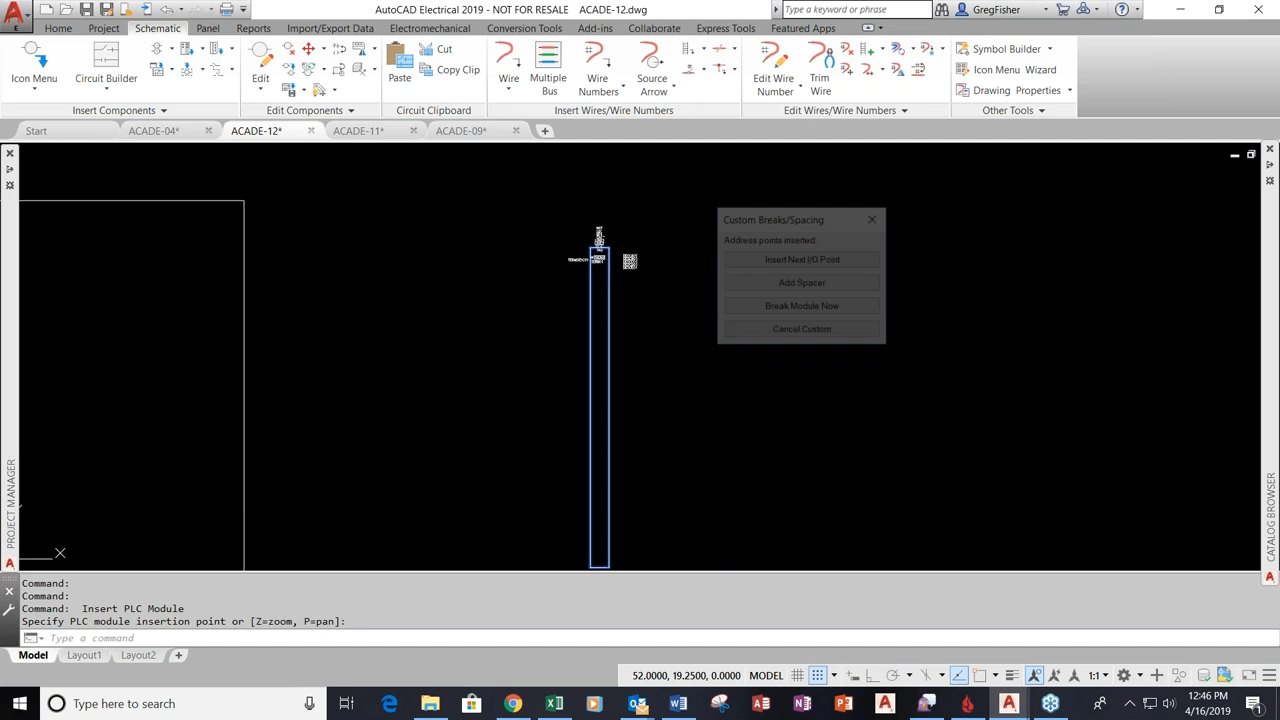 AutoCAD Electrical 2019 - NOT FOR RESALE ACADE-12.dwg
Type a keyword or phrase
GregFisher
Home Project Schematic Panel Reports Import/Export Data Electromechanical Conversion Tools Add-ins Collaborate Express Tools Featured Apps
Icon Menu
Circuit Builder
Insert Components
Edit
Edit Components
Paste
Cut
Copy Clip
Circuit Clipboard
Wire
Multiple
Bus
Wire
Numbers
Source
Arrow
Insert Wires/Wire Numbers
Edit Wire
Number
Trim
Wire
Edit Wires/Wire Numbers
Symbol Builder
Icon Menu Wizard
Drawing Properties
Other Tools
Start ACADE-04* ACADE-12* ACADE-11* ACADE-09*
PROJECT MANAGER
CATALOG BROWSER
Custom Breaks/Spacing
Address points inserted.
Insert Next I/O Point
Add Spacer
Break Module Now
Cancel Custom
X
Command:
Command:
Command: Insert PLC Module
Specify PLC module insertion point or [Z=zoom, P=pan]:
Type a command
Model Layout1 Layout2
52.0000, 19.2500, 0.0000 MODEL 1:1
Type here to search
12:46 PM
4/16/2019